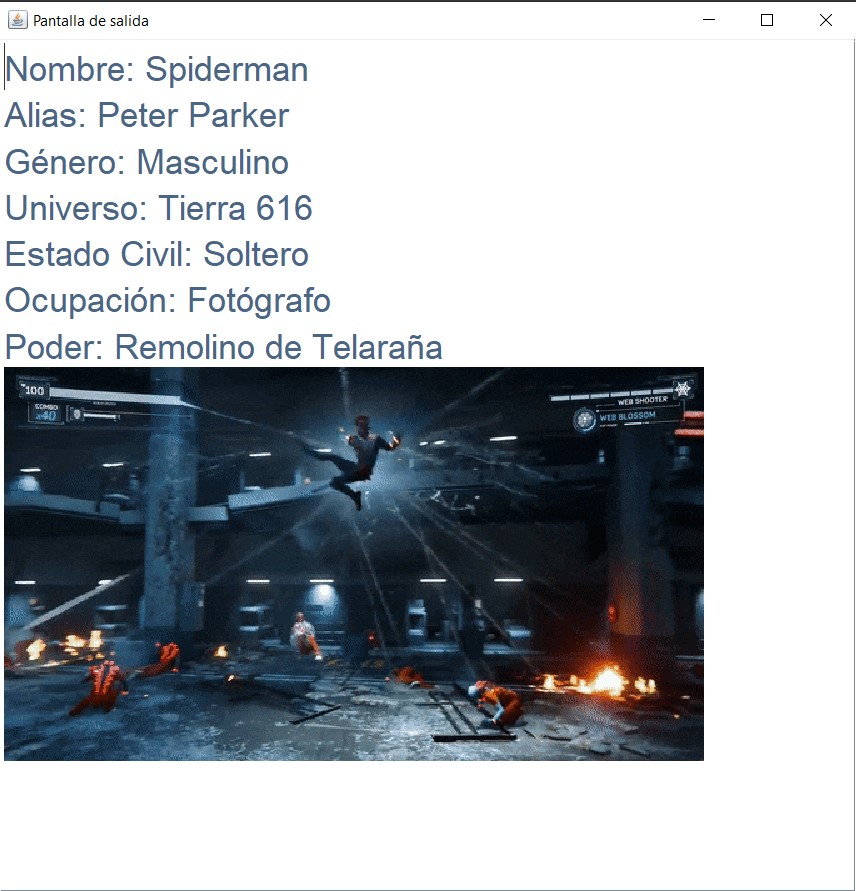 Pantalla de salida
Nombre: Spiderman
Alias: Peter Parker
Género: Masculino
Universo: Tierra 616
Estado Civil: Soltero
Ocupación: Fotógrafo
Poder: Remolino de Telaraña
100
COMBO
x40
WEB SHOOTER
WEB BLOSSOM